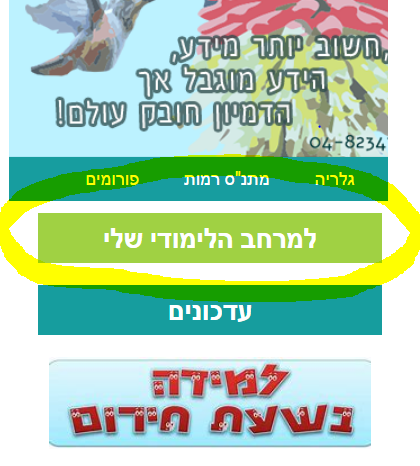 חשוב יותר מידע,
הידע מוגבל אך
הדמיון חובק עולם!
04-8234
גלריה מתנ"ס רמות פורומים
למרחב הלימודי שלי
עדכונים
למידה
בשעת חירום